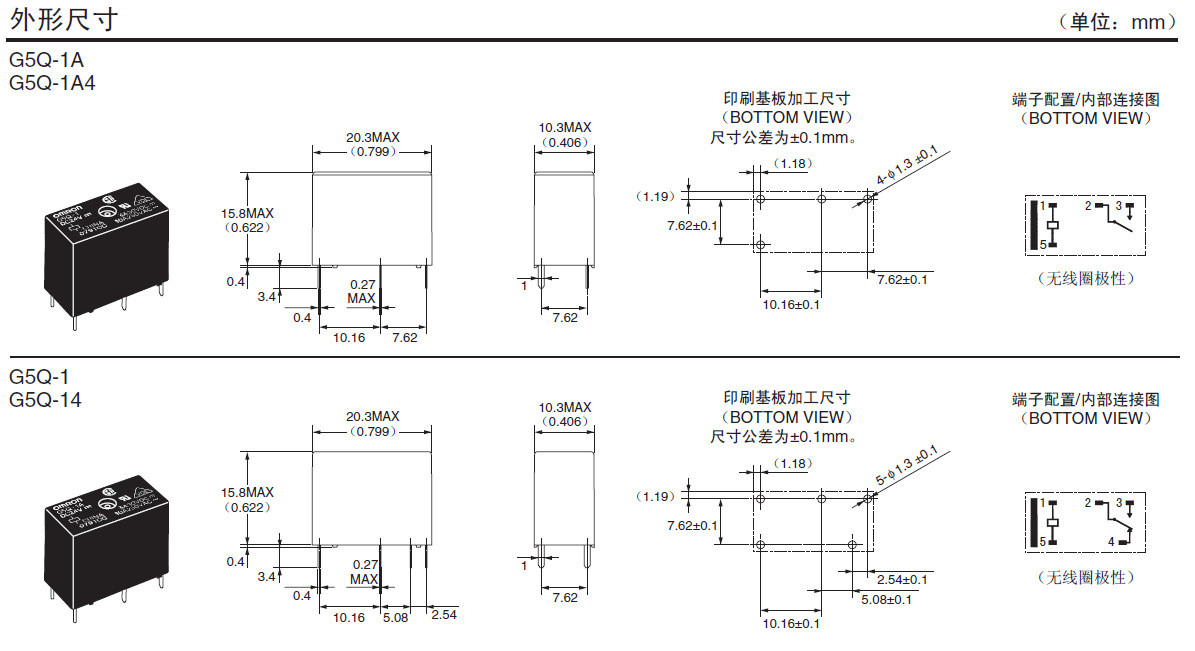 外形尺寸
（单位：mm）
G5Q-1A
G5Q-1A4
印刷基板加工尺寸
（BOTTOM VIEW）
尺寸公差为±0.1mm。
端子配置/内部连接图
（BOTTOM VIEW）
20.3MAX
（0.799）
10.3MAX
（0.406）
15.8MAX
（0.622）
0.4
3.4
0.27
MAX
0.4
10.16
7.62
1
7.62
（1.18）
4-φ1.3 ±0.1
（1.19）
7.62±0.1
7.62±0.1
10.16±0.1
1
2
3
5
（无线圈极性）
omron
DC24V
G5Q-1
G5Q-14
印刷基板加工尺寸
（BOTTOM VIEW）
尺寸公差为±0.1mm。
端子配置/内部连接图
（BOTTOM VIEW）
20.3MAX
（0.799）
10.3MAX
（0.406）
15.8MAX
（0.622）
0.4
3.4
0.27
MAX
0.4
10.16
5.08
2.54
1
7.62
（1.18）
5-φ1.3 ±0.1
（1.19）
7.62±0.1
2.54±0.1
5.08±0.1
10.16±0.1
1
2
3
5
4
（无线圈极性）
omron
DC24V